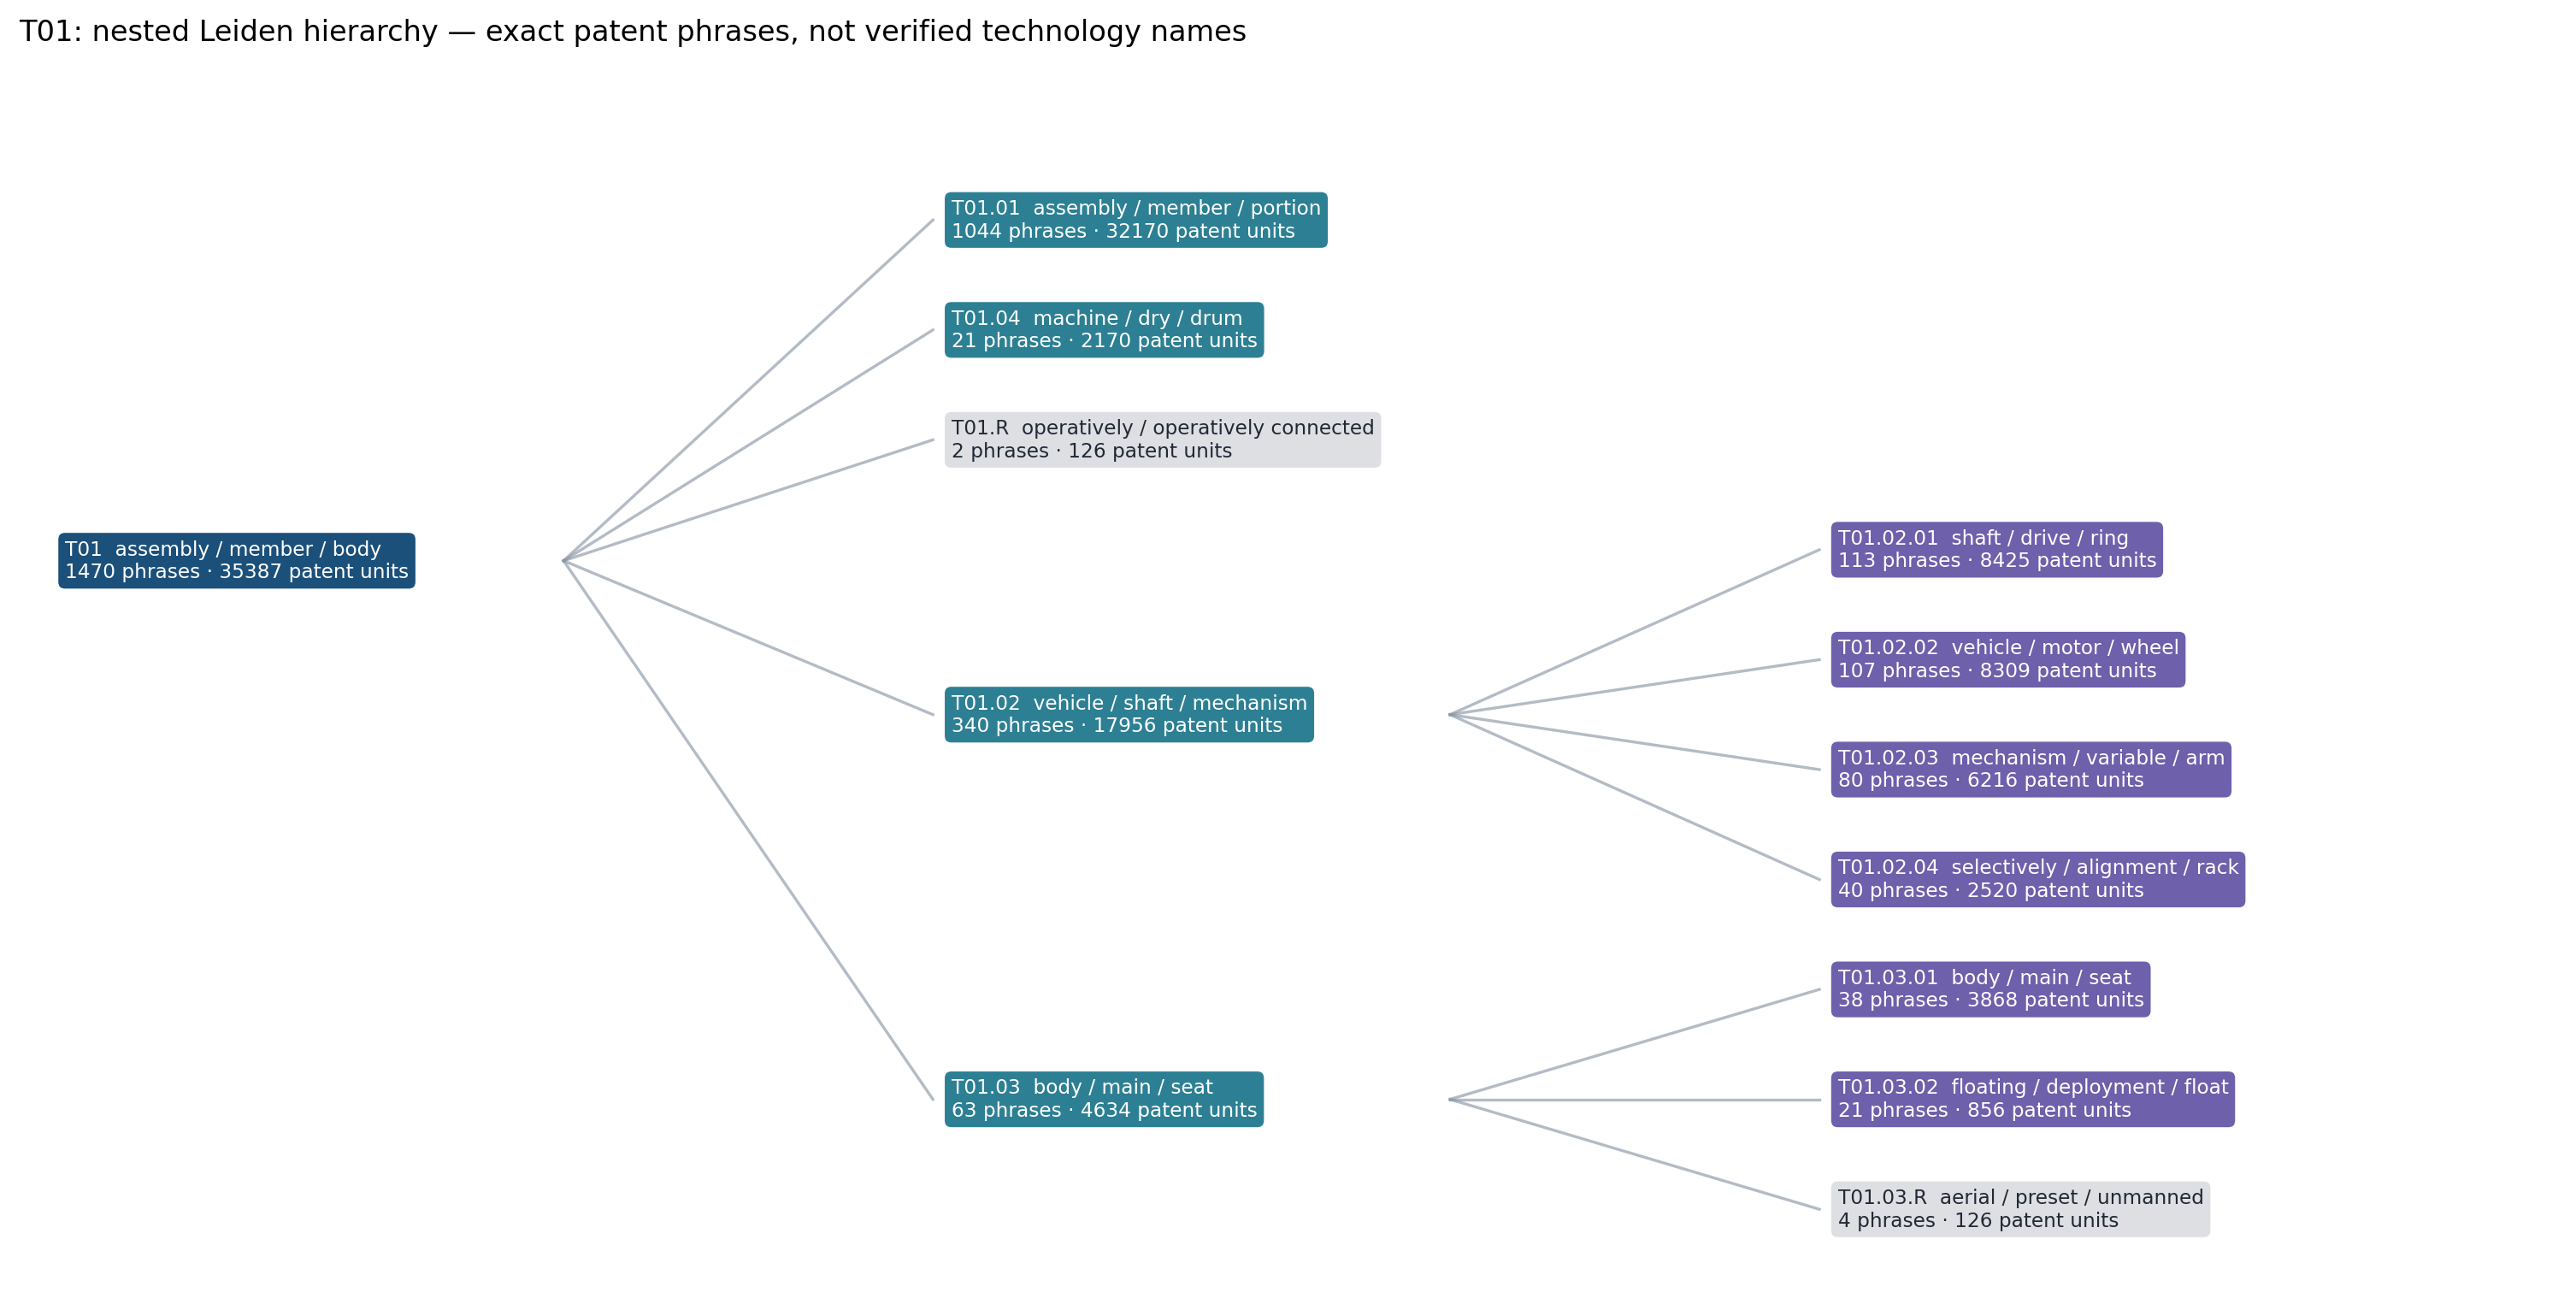 T01: nested Leiden hierarchy — exact patent phrases, not verified technology names
T01.01  assembly / member / portion
1044 phrases · 32170 patent units
T01.04  machine / dry / drum
21 phrases · 2170 patent units
T01.R  operatively / operatively connected
2 phrases · 126 patent units
T01  assembly / member / body
1470 phrases · 35387 patent units
T01.02  vehicle / shaft / mechanism
340 phrases · 17956 patent units
T01.03  body / main / seat
63 phrases · 4634 patent units
T01.02.01  shaft / drive / ring
113 phrases · 8425 patent units
T01.02.02  vehicle / motor / wheel
107 phrases · 8309 patent units
T01.02.03  mechanism / variable / arm
80 phrases · 6216 patent units
T01.02.04  selectively / alignment / rack
40 phrases · 2520 patent units
T01.03.01  body / main / seat
38 phrases · 3868 patent units
T01.03.02  floating / deployment / float
21 phrases · 856 patent units
T01.03.R  aerial / preset / unmanned
4 phrases · 126 patent units